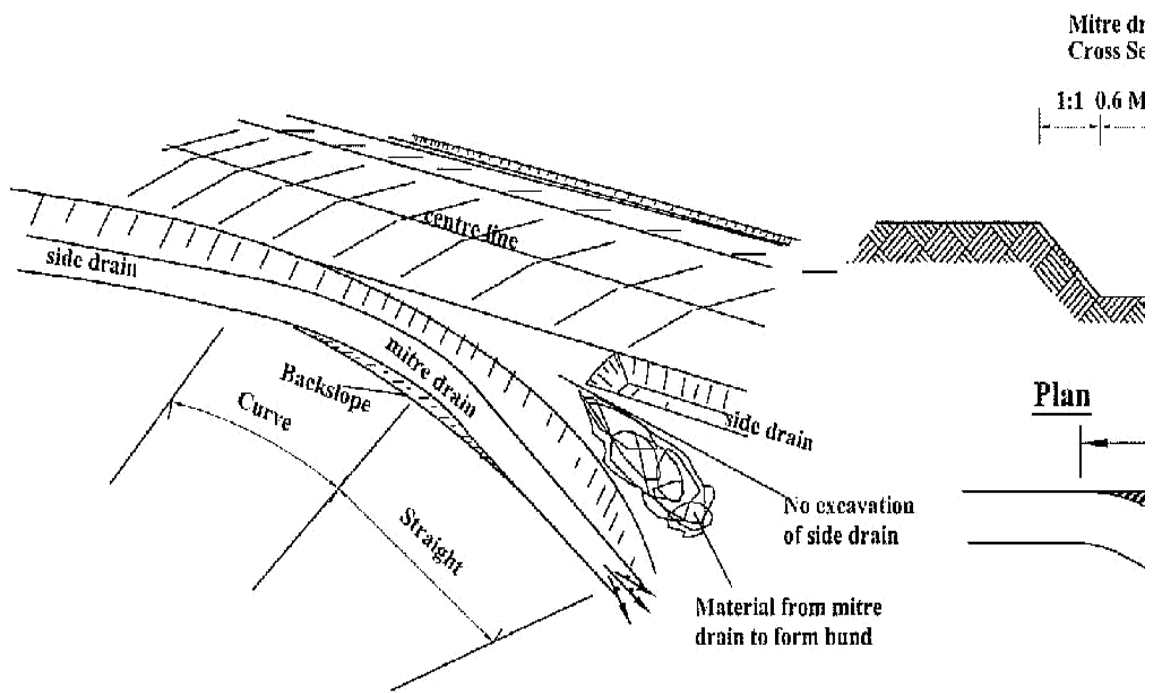 Mitre dr
Cross Se
1:1 0.6 M
centre line
side drain
mitre drain
Backslope
Curve
Straight
side drain
Plan
No excavation
of side drain
Material from mitre
drain to form bund